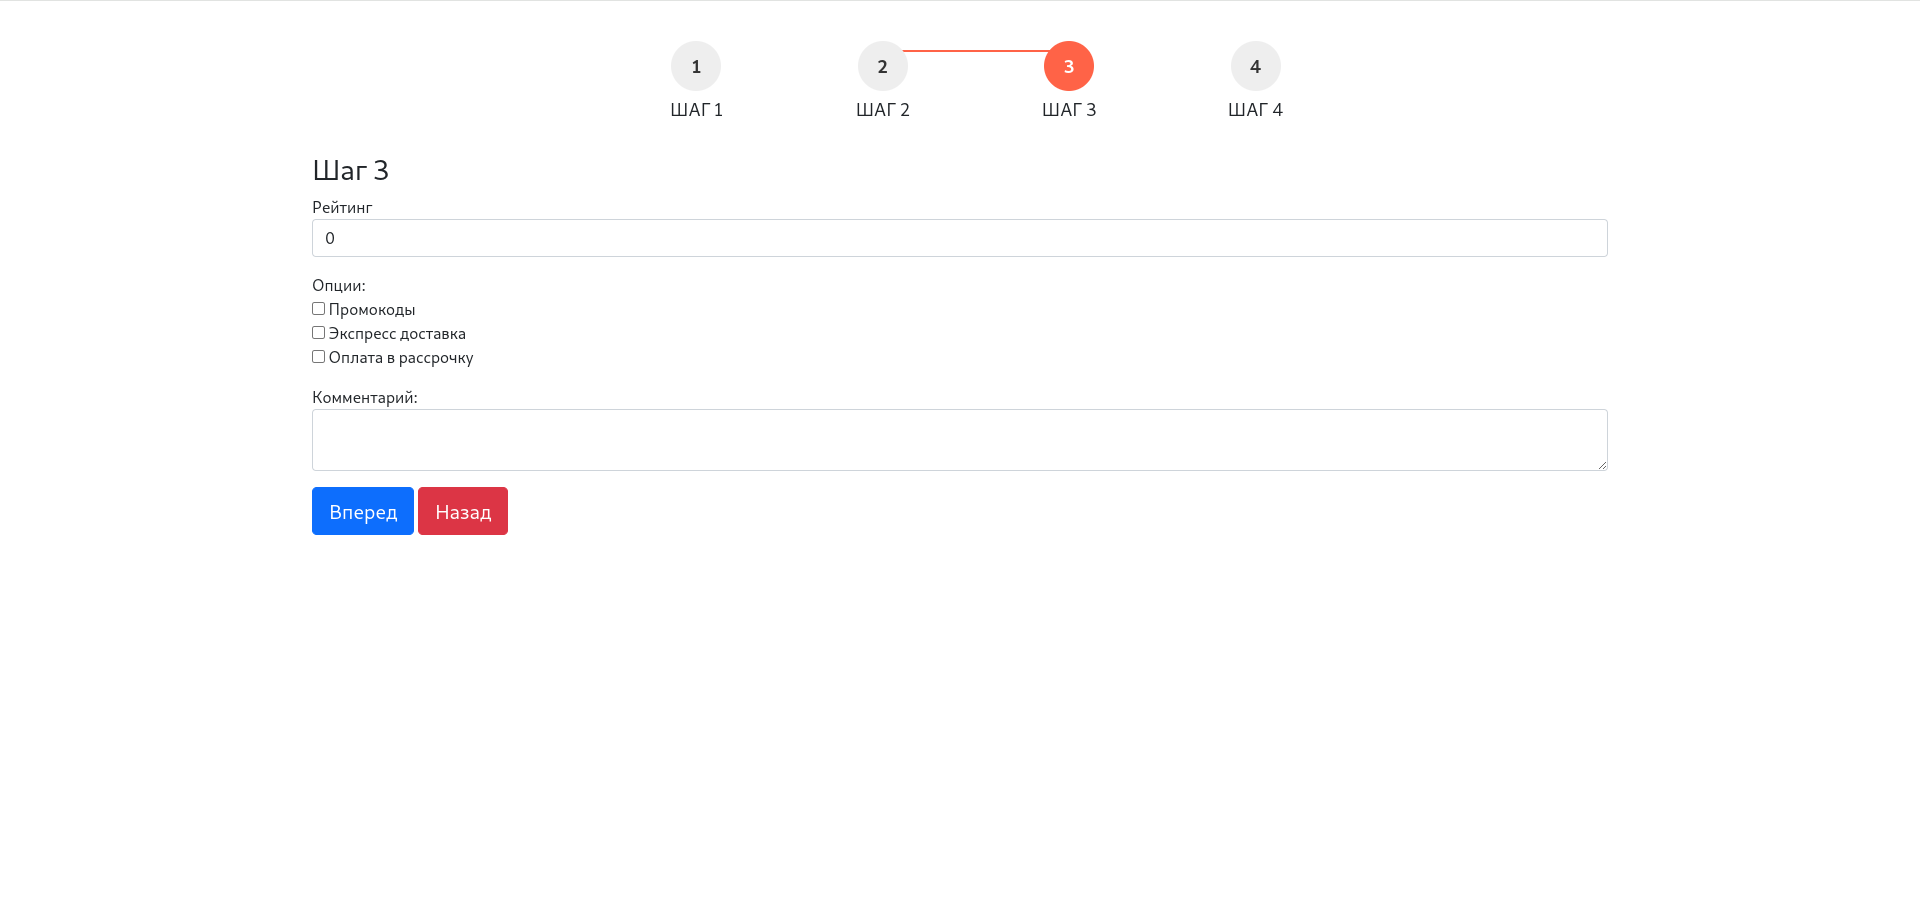 1 2 3 4
ШАГ 1 ШАГ 2 ШАГ 3 ШАГ 4
Шаг 3
Рейтинг
0
Опции:
Промокоды
Экспресс доставка
Оплата в рассрочку
Комментарий:
Вперед Назад